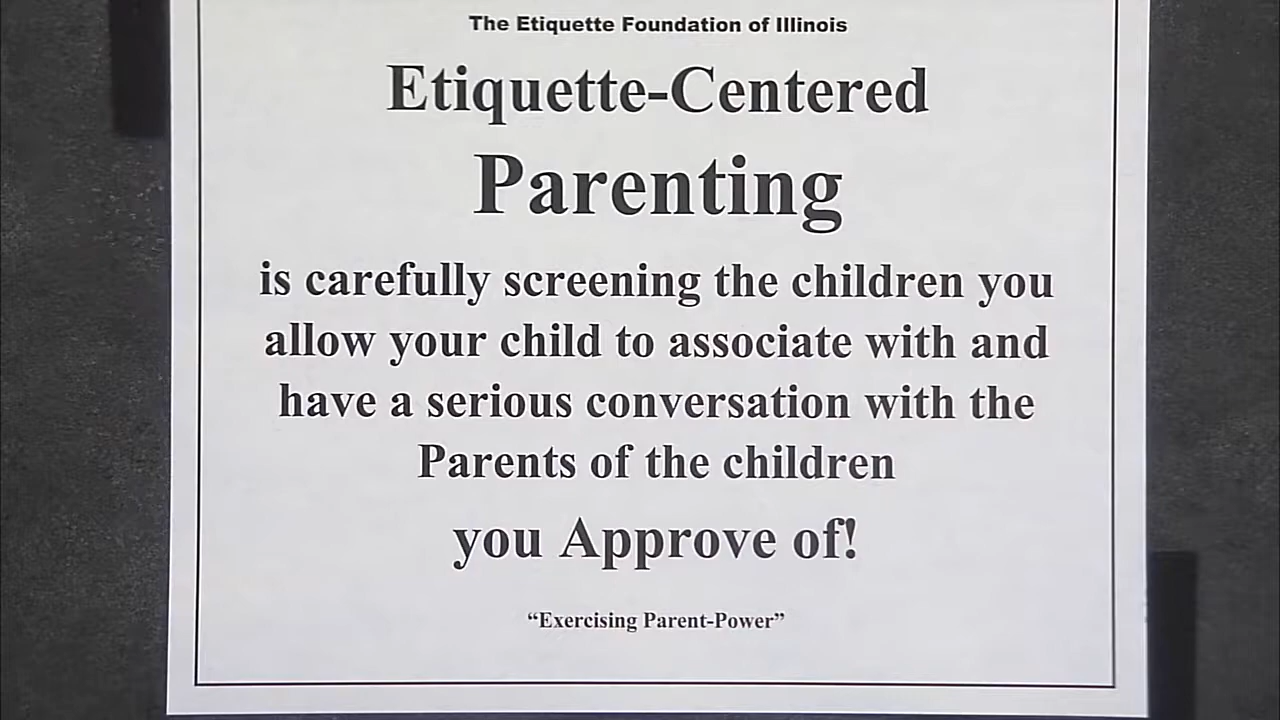 The Etiquette Foundation of Illinois
Etiquette-Centered
Parenting
is carefully screening the children you
allow your child to associate with and
have a serious conversation with the
Parents of the children
you Approve of!
“Exercising Parent-Power”